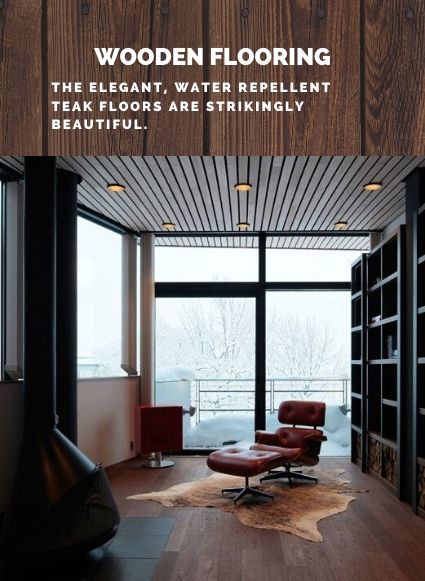 WOODEN FLOORING
THE ELEGANT, WATER REPELLENT
TEAK FLOORS ARE STRIKINGLY
BEAUTIFUL.